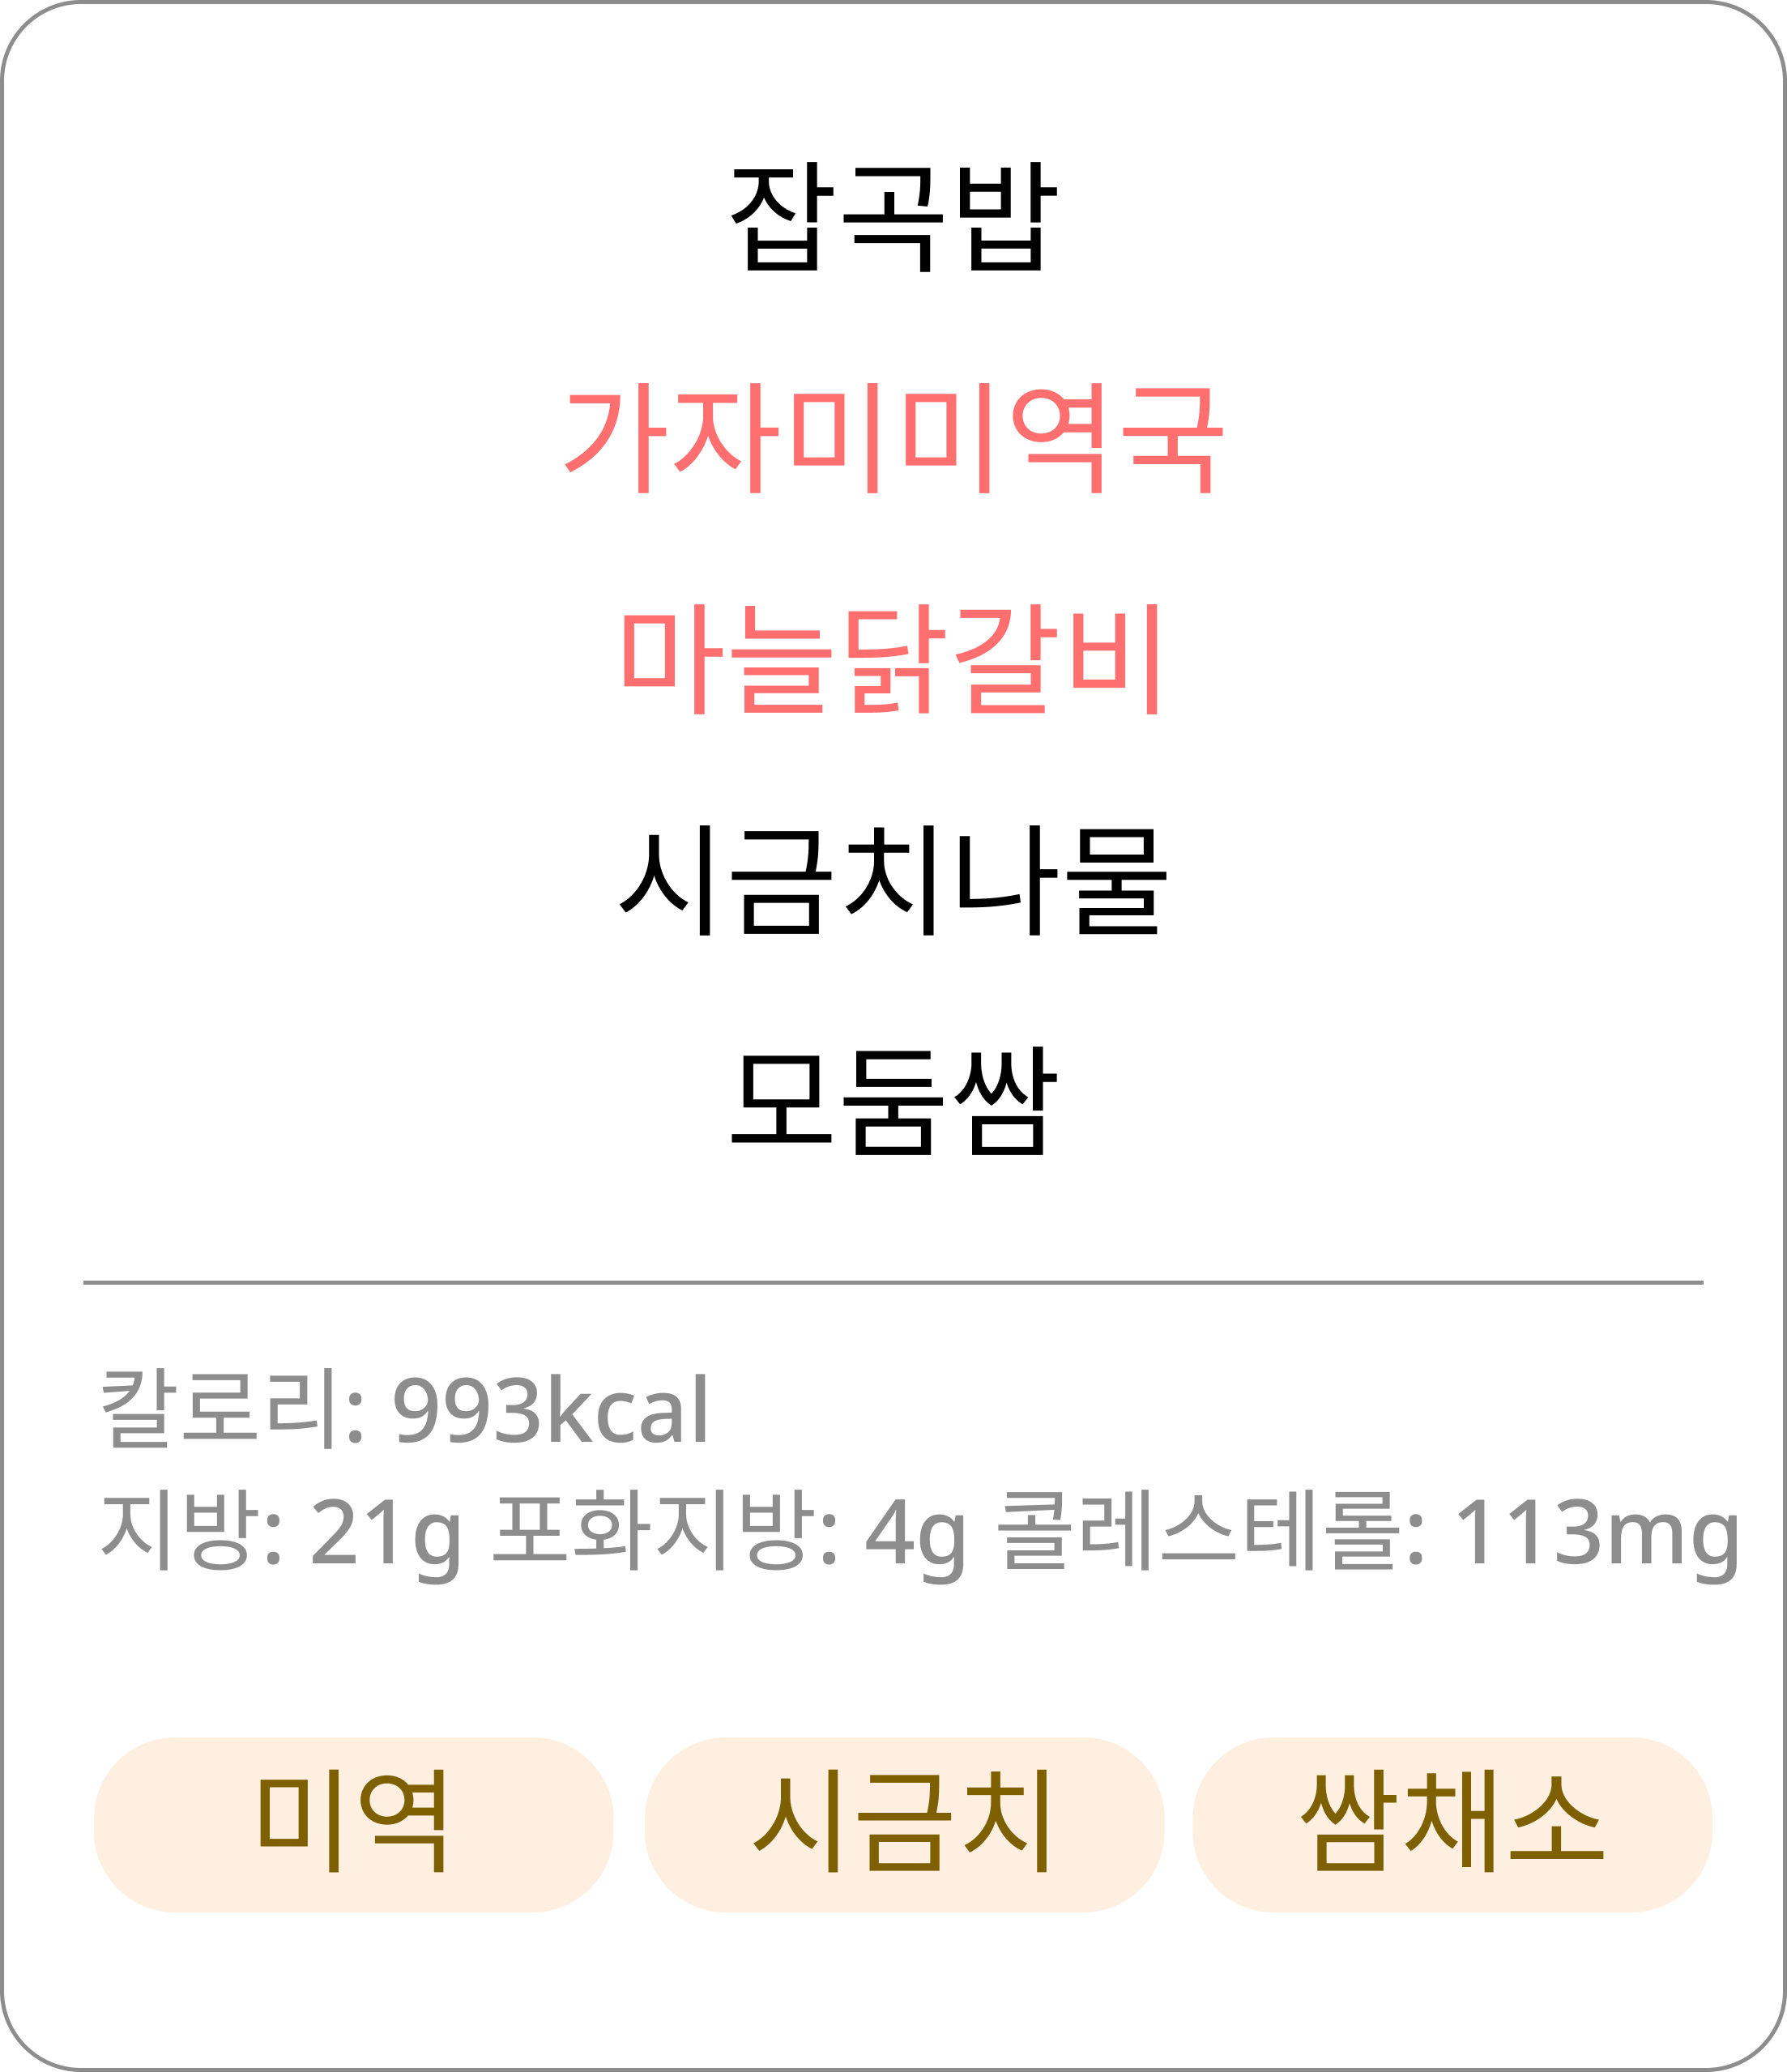 잡곡밥
가자미미역국
마늘닭갈비
시금치나물
모둠쌈
칼로리: 993kcal
지방: 21g 포화지방: 4g 콜레스테롤: 113mg
미역 시금치 쌈채소